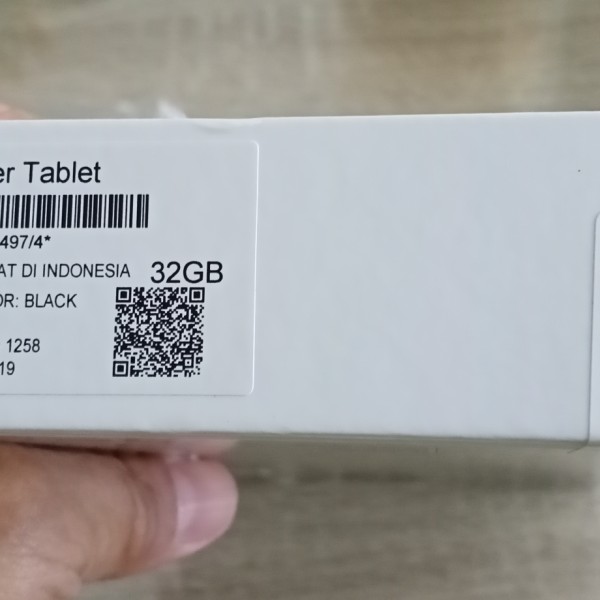 er Tablet
497/4*
AT DI INDONESIA 32GB
OR: BLACK
1258
19